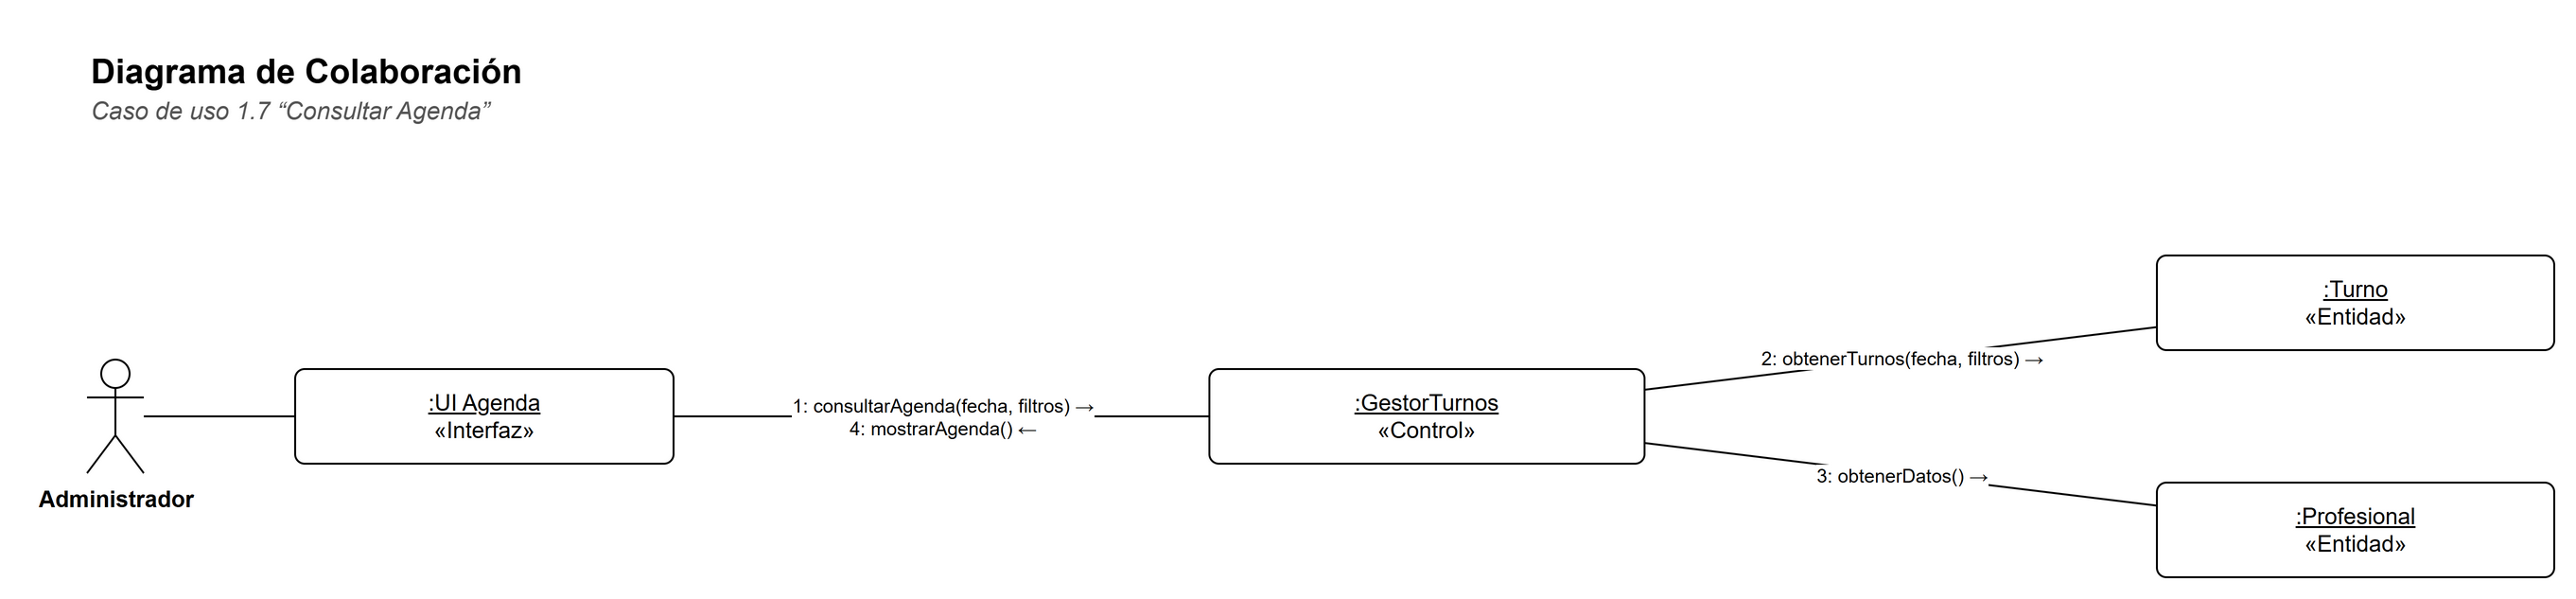 Diagrama de Colaboración
Caso de uso 1.7 “Consultar Agenda”
Administrador
:UI Agenda
«Interfaz»
1: consultarAgenda(fecha, filtros) →
4: mostrarAgenda() ←
:GestorTurnos
«Control»
2: obtenerTurnos(fecha, filtros) →
3: obtenerDatos() →
:Turno
«Entidad»
:Profesional
«Entidad»